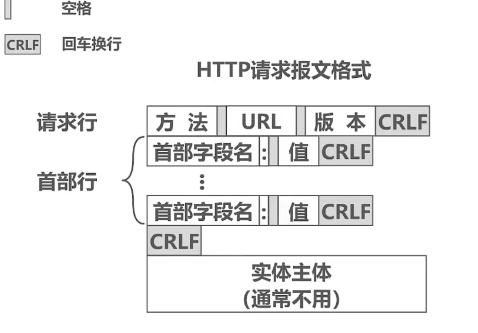 空格
CRLF 回车换行
HTTP请求报文格式
请求行 方 法 URL 版 本 CRLF
首部字段名: 值 CRLF
首部行 ⋮
首部字段名: 值 CRLF
CRLF
实体主体
(通常不用)